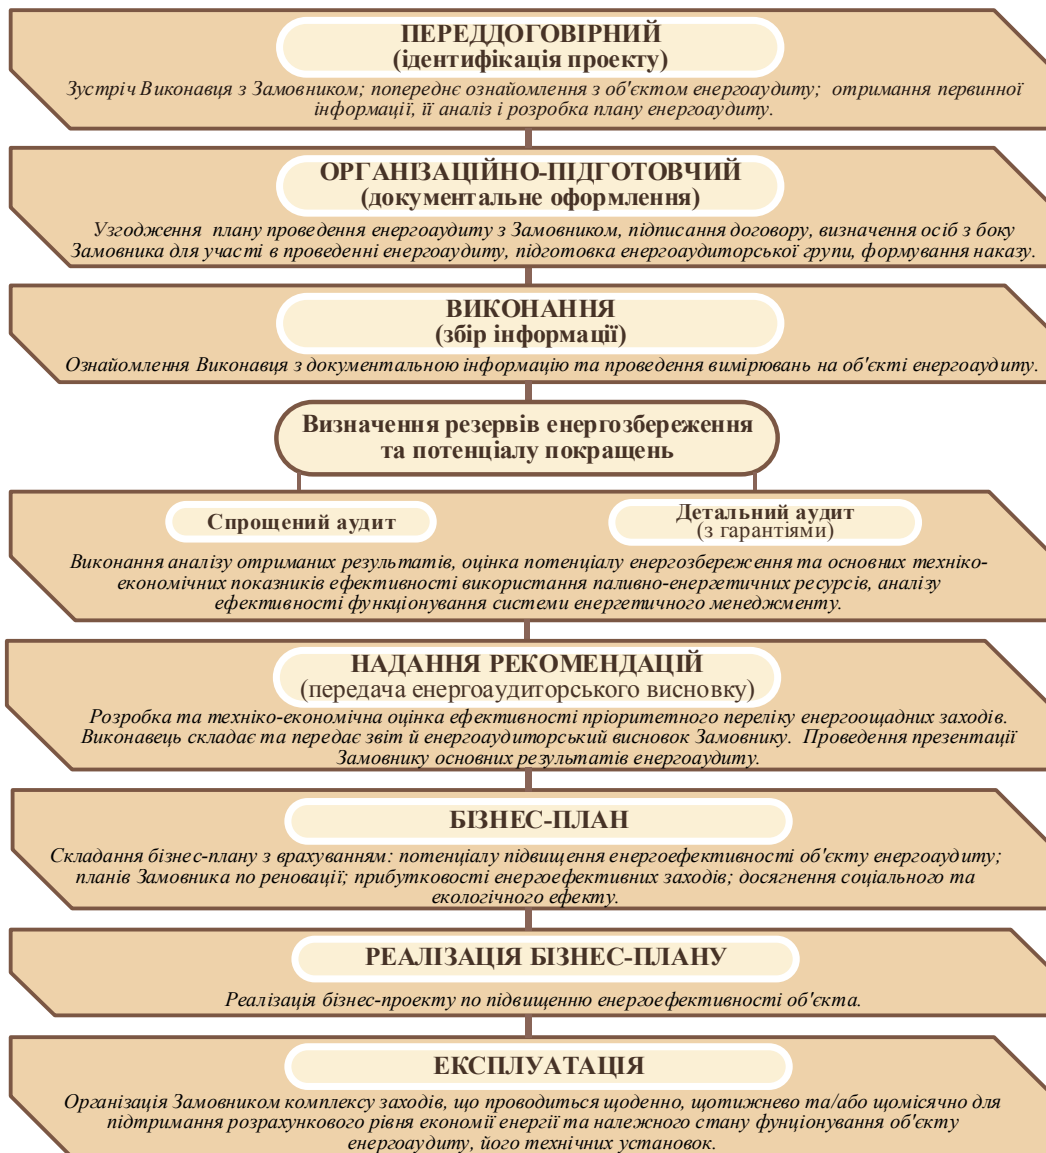 ПЕРЕДДОГОВІРНИЙ
(ідентифікація проекту)
Зустріч Виконавця з Замовником; попереднє ознайомлення з об'єктом енергоаудиту; отримання первинної
інформації, її аналіз і розробка плану енергоаудиту.
ОРГАНІЗАЦІЙНО-ПІДГОТОВЧИЙ
(документальне оформлення)
Узгодження плану проведення енергоаудиту з Замовником, підписання договору, визначення осіб з боку
Замовника для участі в проведенні енергоаудиту, підготовка енергоаудиторської групи, формування наказу.
ВИКОНАННЯ
(збір інформації)
Ознайомлення Виконавця з документальною інформацію та проведення вимірювань на об'єкті енергоаудиту.
Визначення резервів енергозбереження
та потенціалу покращень
Спрощений аудит
Детальний аудит
(з гарантіями)
Виконання аналізу отриманих результатів, оцінка потенціалу енергозбереження та основних техніко-
економічних показників ефективності використання паливно-енергетичних ресурсів, аналізу
ефективності функціонування системи енергетичного менеджменту.
НАДАННЯ РЕКОМЕНДАЦІЙ
(передача енергоаудиторського висновку)
Розробка та техніко-економічна оцінка ефективності пріоритетного переліку енергоощадних заходів.
Виконавець складає та передає звіт й енергоаудиторський висновок Замовнику. Проведення презентації
Замовнику основних результатів енергоаудиту.
БІЗНЕС-ПЛАН
Складання бізнес-плану з врахуванням: потенціалу підвищення енергоефективності об'єкту енергоаудиту;
планів Замовника по реновації; прибутковості енергоефективних заходів; досягнення соціального та
екологічного ефекту.
РЕАЛІЗАЦІЯ БІЗНЕС-ПЛАНУ
Реалізація бізнес-проекту по підвищенню енергоефективності об'єкта.
ЕКСПЛУАТАЦІЯ
Організація Замовником комплексу заходів, що проводиться щоденно, щотижнево та/або щомісячно для
підтримання розрахункового рівня економії енергії та належного стану фунціонування об'єкту
енергоаудиту, його технічних установок.